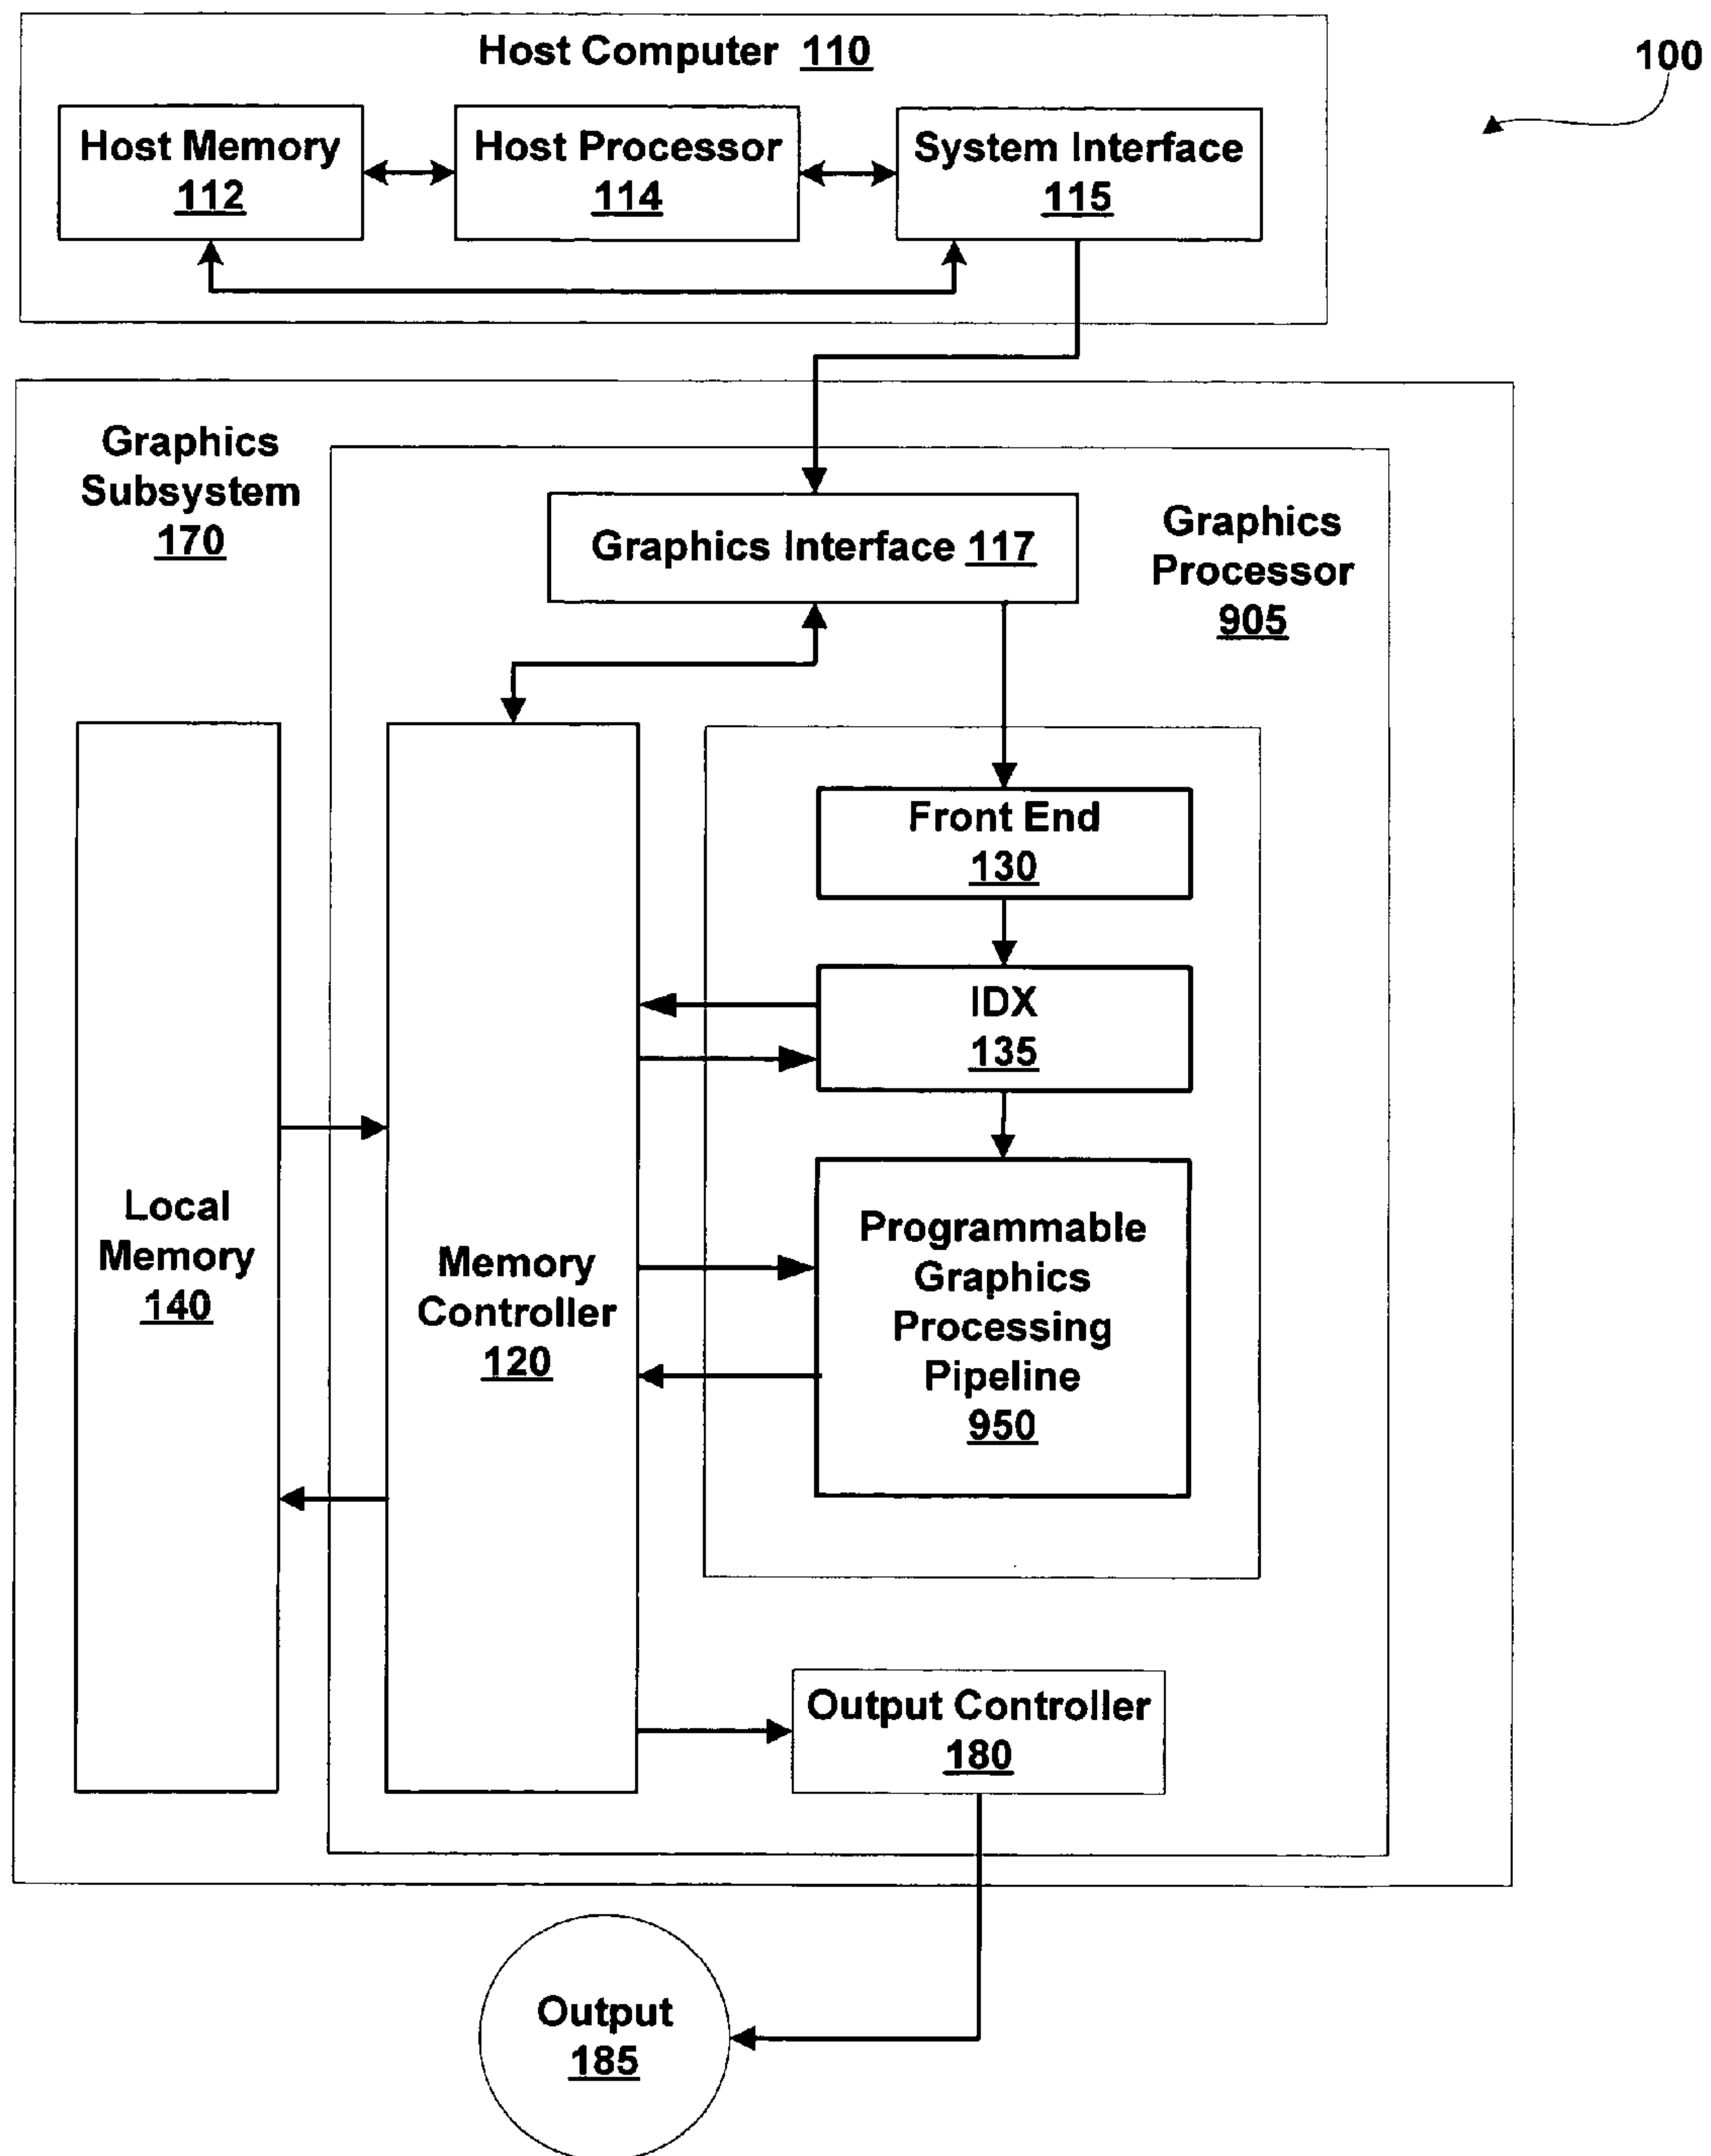 Host Computer 110
100
Host Memory
112
Host Processor
114
System Interface
115
Graphics
Subsystem
170
Graphics Interface 117
Graphics
Processor
905
Front End
130
IDX
135
Local
Memory
140
Memory
Controller
120
Programmable
Graphics
Processing
Pipeline
950
Output Controller
180
Output
185